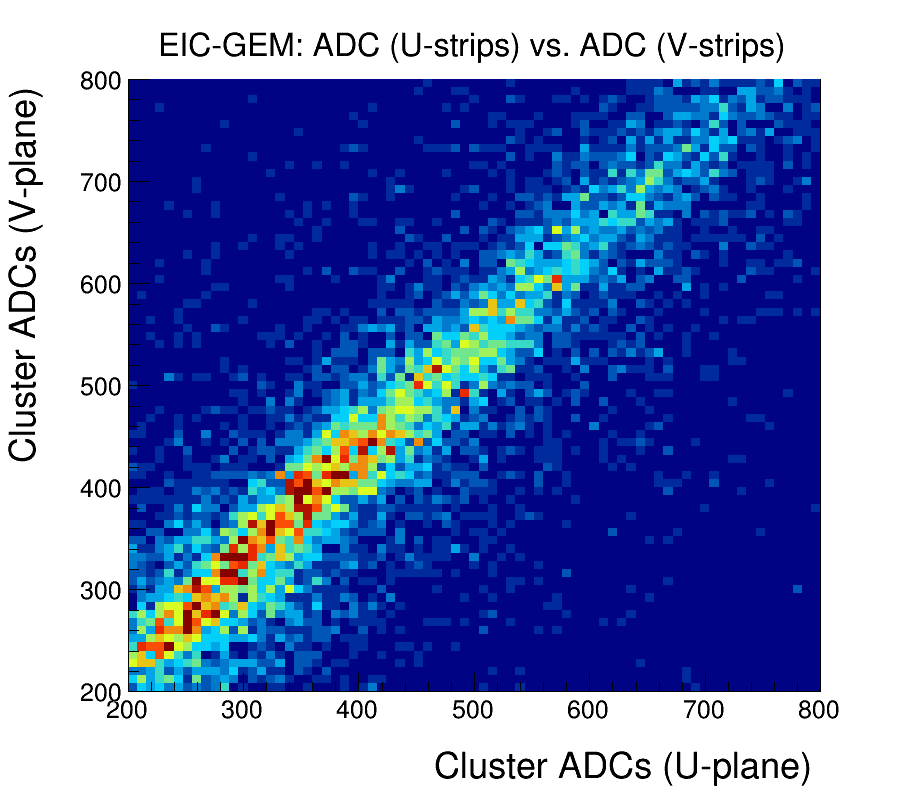 EIC-GEM: ADC (U-strips) vs. ADC (V-strips)
Cluster ADCs (V-plane)
800
700
600
500
400
300
200
200 300 400 500 600 700 800
Cluster ADCs (U-plane)